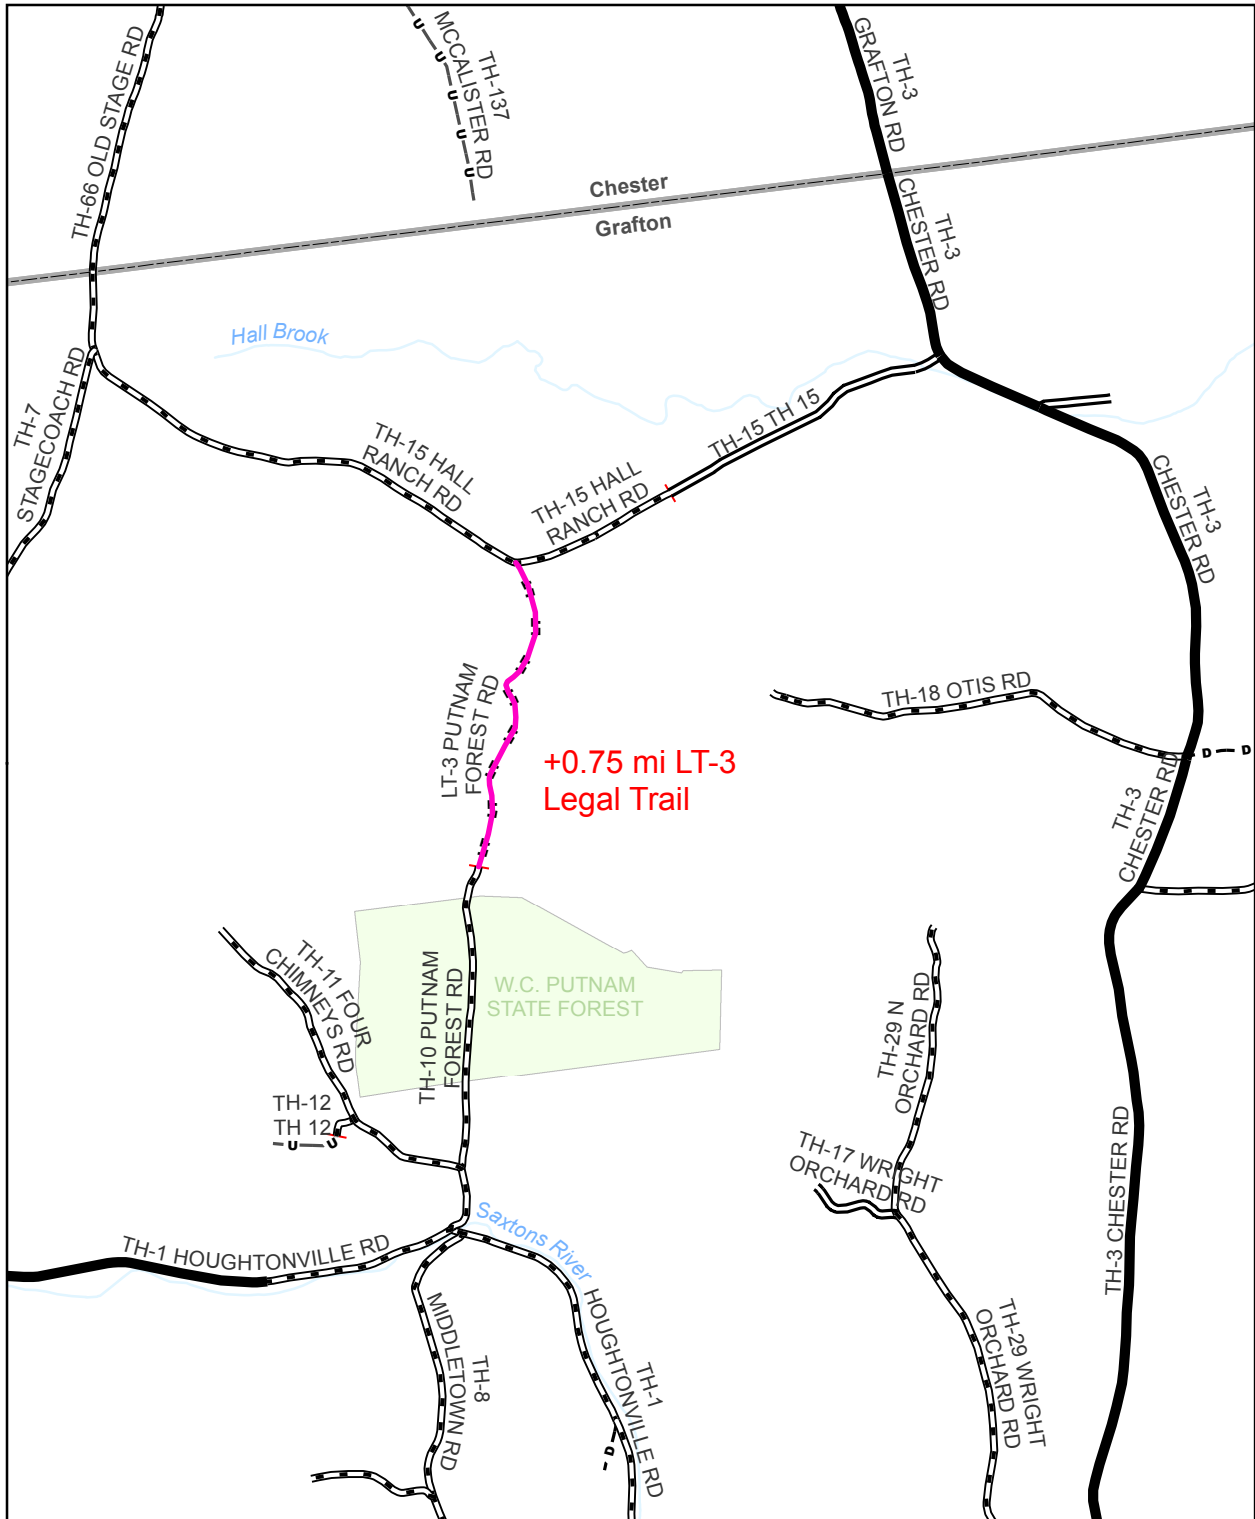 TH-66 OLD STAGE RD
TH-137
MCCALISTER RD
U
U
U
U
U
TH-3
GRAFTON RD
Chester
Grafton
TH-3
CHESTER RD
Hall Brook
TH-7
STAGECOACH RD
TH-15 HALL
RANCH RD
TH-15 HALL
RANCH RD
TH-15 TH 15
TH-3
CHESTER RD
LT-3 PUTNAM
FOREST RD
+0.75 mi LT-3
Legal Trail
TH-18 OTIS RD
D
D
TH-3
CHESTER RD
TH-11 FOUR
CHIMNEYS RD
TH-10 PUTNAM
FOREST RD
W.C. PUTNAM
STATE FOREST
TH-29 N
ORCHARD RD
TH-12
TH 12
U
U
TH-17 WRIGHT
ORCHARD RD
TH-3 CHESTER RD
TH-1 HOUGHTONVILLE RD
Saxtons River
TH-8
MIDDLETOWN RD
TH-1
HOUGHTONVILLE RD
D
TH-29 WRIGHT
ORCHARD RD